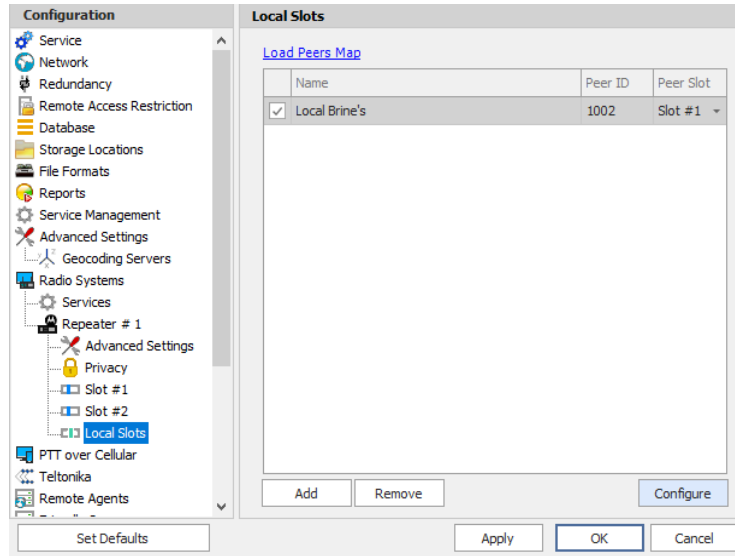 Configuration
Service
Network
Redundancy
Remote Access Restriction
Database
Storage Locations
File Formats
Reports
Service Management
Advanced Settings
Geocoding Servers
Radio Systems
Services
Repeater # 1
Advanced Settings
Privacy
Slot #1
Slot #2
Local Slots
PTT over Cellular
Teltonika
Remote Agents
Set Defaults
Local Slots
Load Peers Map
Name Peer ID Peer Slot
Local Brine's 1002 Slot #1
Add Remove Configure
Apply OK Cancel